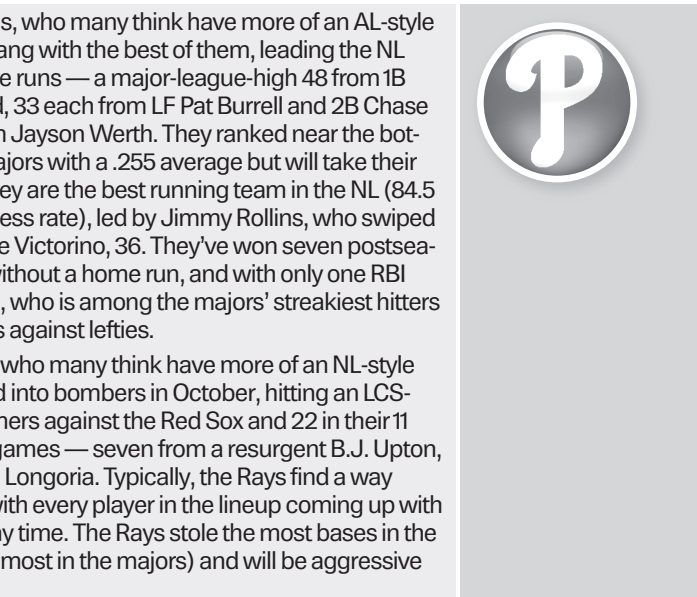 s, who many think have more of an AL-style
ang with the best of them, leading the NL
e runs — a major-league-high 48 from 1B
d, 33 each from LF Pat Burrell and 2B Chase
n Jayson Werth. They ranked near the bot-
ajors with a .255 average but will take their
ey are the best running team in the NL (84.5
ess rate), led by Jimmy Rollins, who swiped
e Victorino, 36. They’ve won seven postsea-
without a home run, and with only one RBI
, who is among the majors’ streakiest hitters
s against lefties.
who many think have more of an NL-style
d into bombers in October, hitting an LCS-
mers against the Red Sox and 22 in their 11
games — seven from a resurgent B.J. Upton,
Longoria. Typically, the Rays find a way
with every player in the lineup coming up with
ny time. The Rays stole the most bases in the
most in the majors) and will be aggressive
P